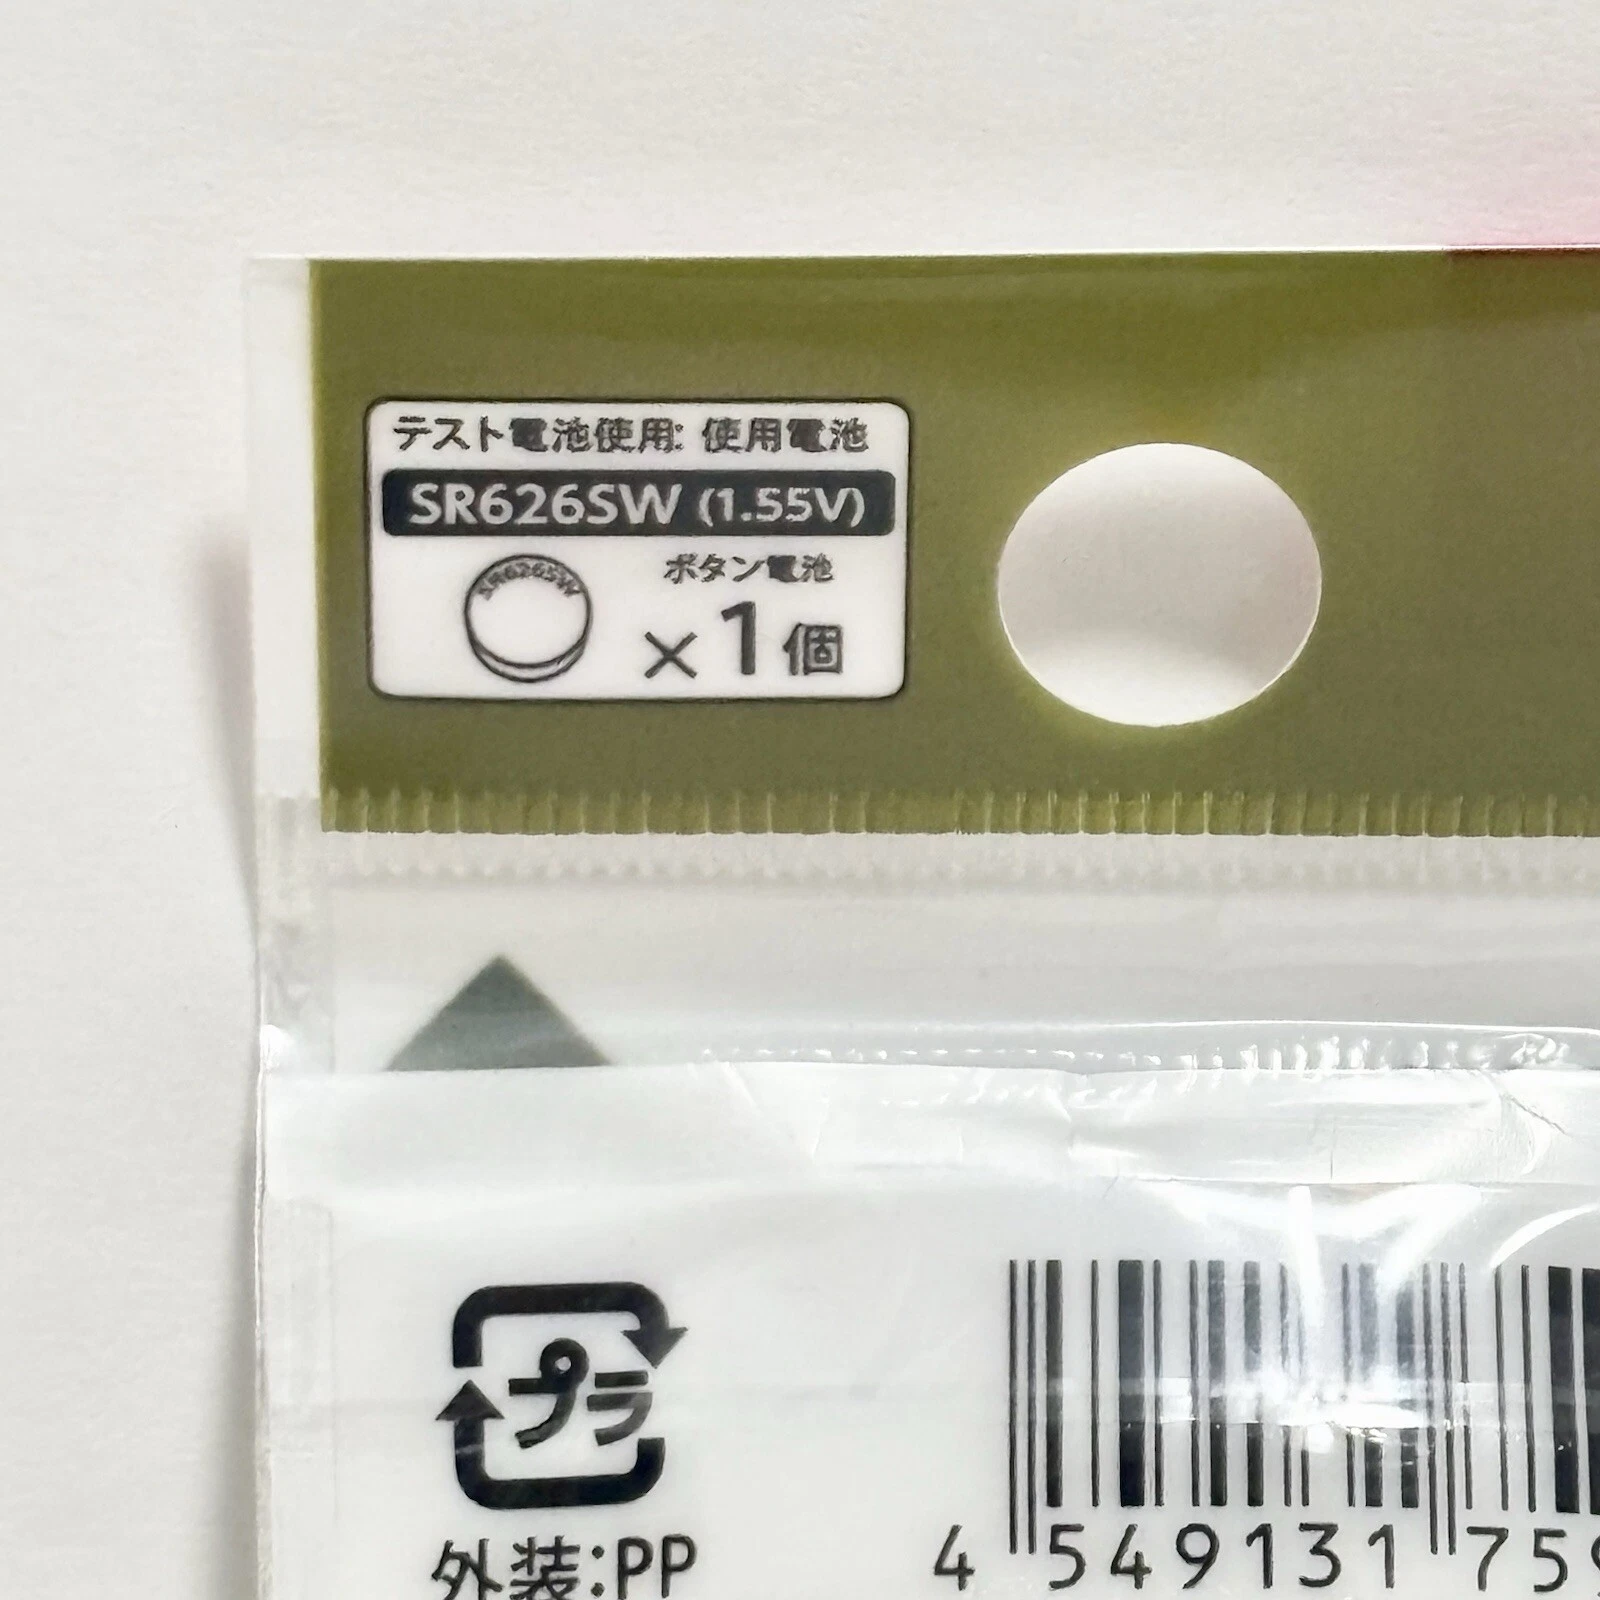 テスト電池使用: 使用電池
SR626SW (1.55V)
ボタン電池
SR626SW
×1個
プラ
外装:PP
4 549131 759